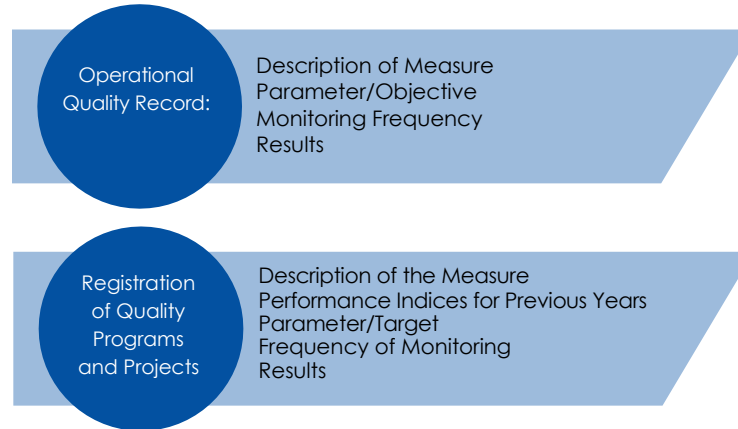 Operational
Quality Record:
Description of Measure
Parameter/Objective
Monitoring Frequency
Results
Registration
of Quality
Programs
and Projects
Description of the Measure
Performance Indices for Previous Years
Parameter/Target
Frequency of Monitoring
Results